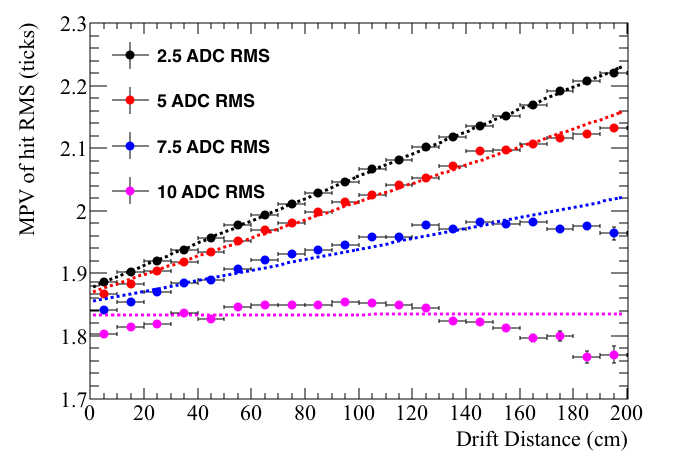 MPV of hit RMS (ticks)
2.3
2.2
2.1
2
1.9
1.8
1.7
2.5 ADC RMS
5 ADC RMS
7.5 ADC RMS
10 ADC RMS
0 20 40 60 80 100 120 140 160 180 200
Drift Distance (cm)